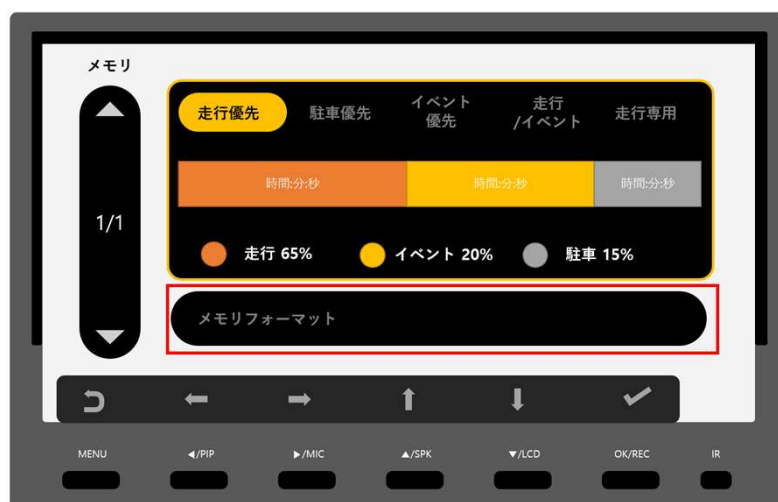 メモリ
走行優先
駐車優先
イベント
優先
走行
/イベント
走行専用
時間:分:秒
時間:分:秒
時間:分:秒
1/1
走行 65%
イベント 20%
駐車 15%
メモリフォーマット
MENU
◀/PIP
▶/MIC
▲/SPK
▼/LCD
OK/REC
IR